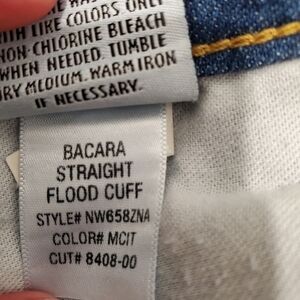 WITH LIKE COLORS ONLY
NON-CHLORINE BLEACH
WHEN NEEDED. TUMBLE
DRY MEDIUM. WARM IRON
IF NECESSARY.
BACARA
STRAIGHT
FLOOD CUFF
STYLE# NW658ZNA
COLOR# MCIT
CUT# 8408-00